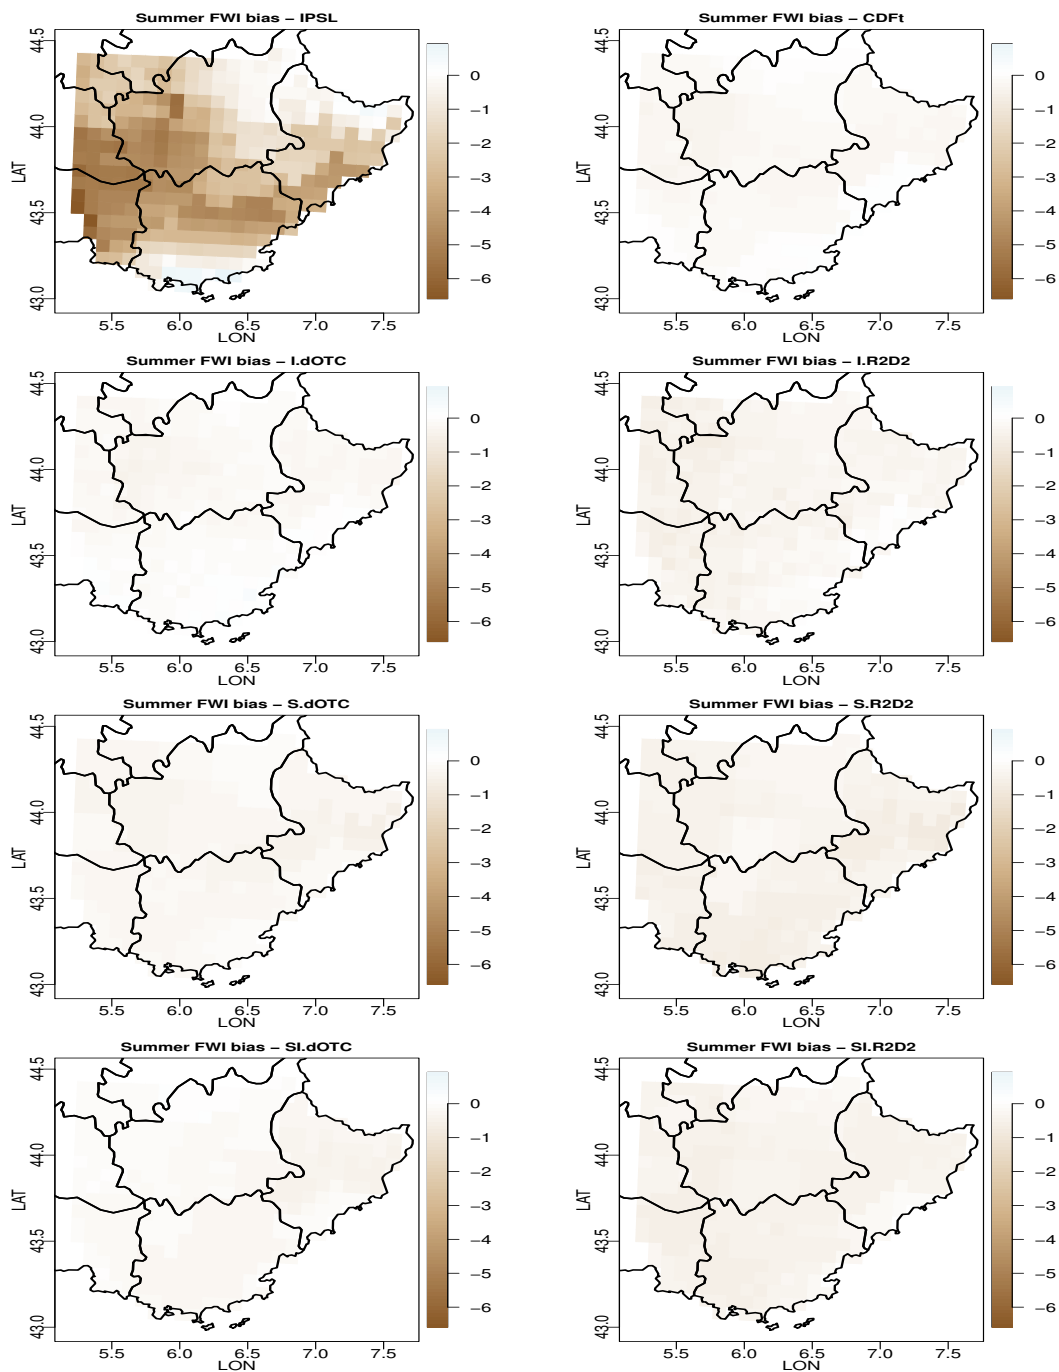 Summer FWI bias – IPSL
44.5
44.0
43.5
43.0
LAT
5.5 6.0 6.5 7.0 7.5
LON
0
−1
−2
−3
−4
−5
−6
Summer FWI bias – CDFt
44.5
44.0
43.5
43.0
LAT
5.5 6.0 6.5 7.0 7.5
LON
0
−1
−2
−3
−4
−5
−6
Summer FWI bias – I.dOTC
44.5
44.0
43.5
43.0
LAT
5.5 6.0 6.5 7.0 7.5
LON
0
−1
−2
−3
−4
−5
−6
Summer FWI bias – I.R2D2
44.5
44.0
43.5
43.0
LAT
5.5 6.0 6.5 7.0 7.5
LON
0
−1
−2
−3
−4
−5
−6
Summer FWI bias – S.dOTC
44.5
44.0
43.5
43.0
LAT
5.5 6.0 6.5 7.0 7.5
LON
0
−1
−2
−3
−4
−5
−6
Summer FWI bias – S.R2D2
44.5
44.0
43.5
43.0
LAT
5.5 6.0 6.5 7.0 7.5
LON
0
−1
−2
−3
−4
−5
−6
Summer FWI bias – SI.dOTC
44.5
44.0
43.5
43.0
LAT
5.5 6.0 6.5 7.0 7.5
LON
0
−1
−2
−3
−4
−5
−6
Summer FWI bias – SI.R2D2
44.5
44.0
43.5
43.0
LAT
5.5 6.0 6.5 7.0 7.5
LON
0
−1
−2
−3
−4
−5
−6